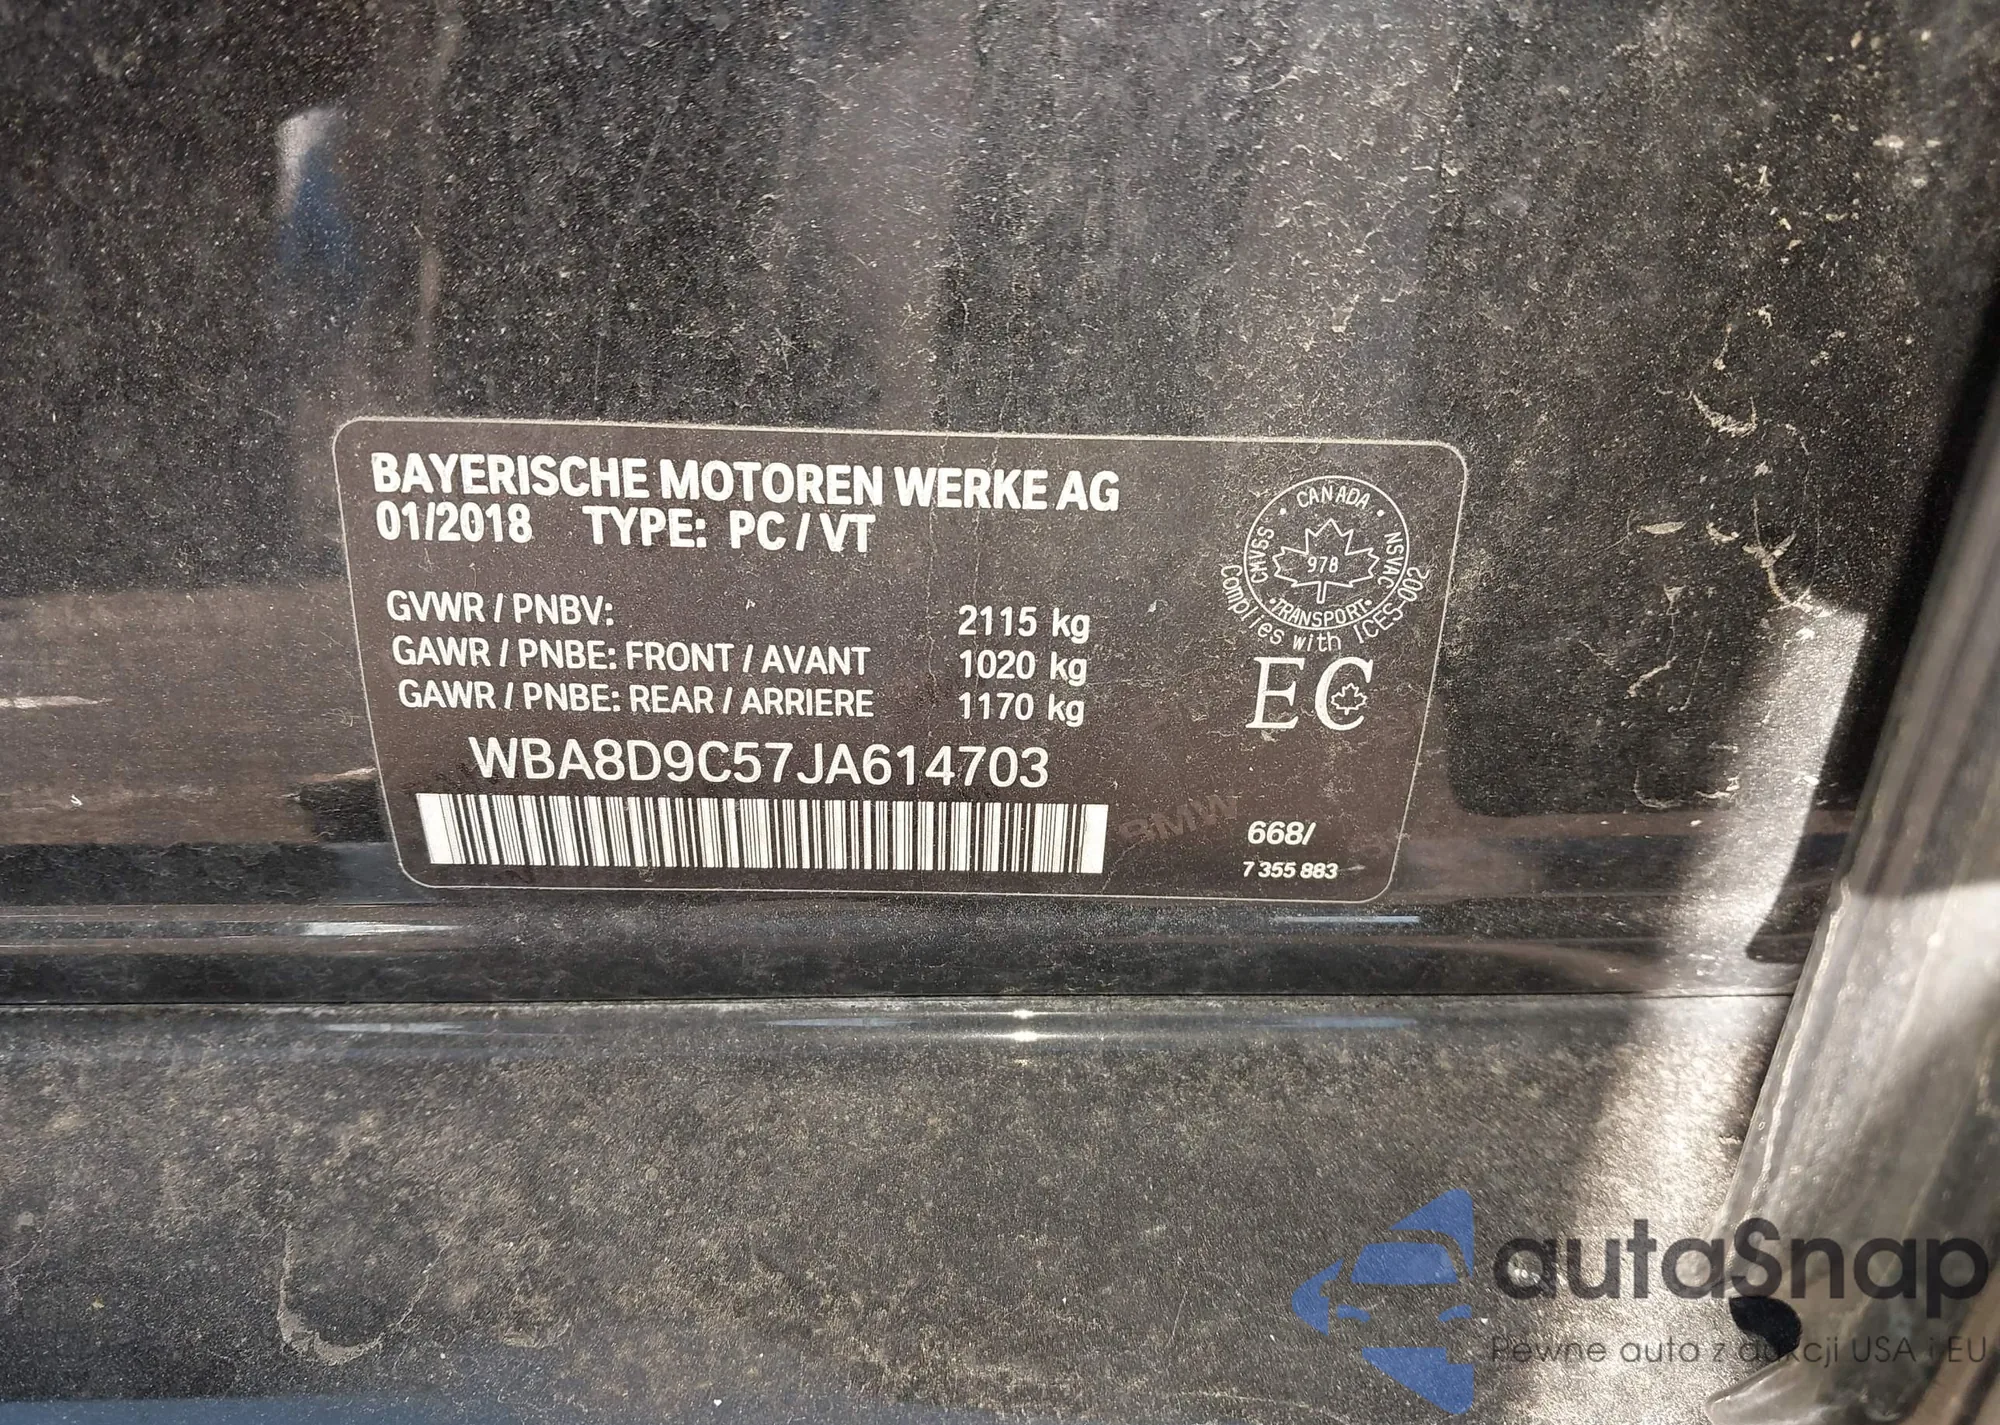 BAYERISCHE MOTOREN WERKE AG
01/2018 TYPE: PC / VT
GVWR / PNBV: 2115 kg
GAWR / PNBE: FRONT / AVANT 1020 kg
GAWR / PNBE: REAR / ARRIERE 1170 kg
WBA8D9C57JA614703
CANADA
CMVSS
978
NSVAC
TRANSPORT
Complies with ICES-002
EC
BMW
668/
7 355 883
autaSnap
Pewne auta z aukcji USA i EU